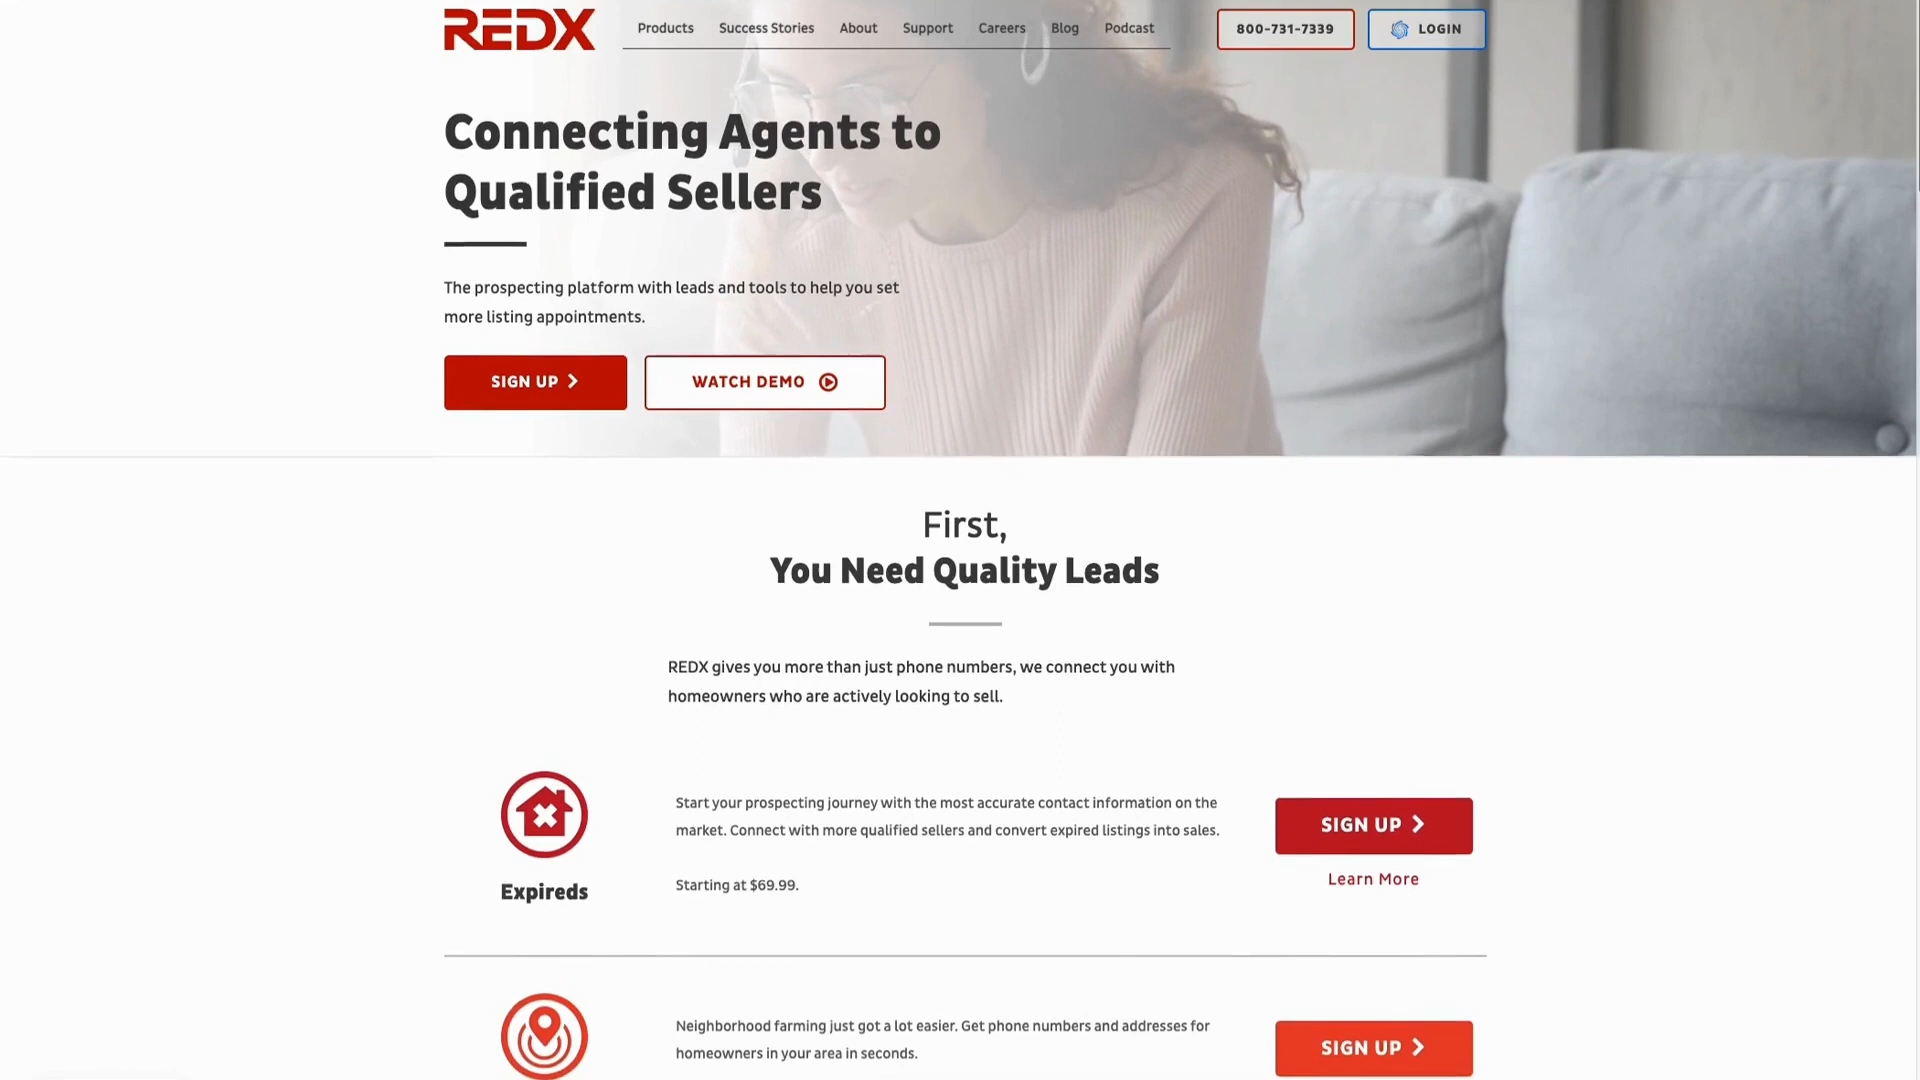 REDX
Products Success Stories About Support Careers Blog Podcast
800-731-7339
LOGIN
Connecting Agents to
Qualified Sellers
The prospecting platform with leads and tools to help you set
more listing appointments.
SIGN UP
WATCH DEMO
First,
You Need Quality Leads
REDX gives you more than just phone numbers, we connect you with
homeowners who are actively looking to sell.
Expireds
Start your prospecting journey with the most accurate contact information on the
market. Connect with more qualified sellers and convert expired listings into sales.
Starting at $69.99.
SIGN UP
Learn More
Neighborhood farming just got a lot easier. Get phone numbers and addresses for
homeowners in your area in seconds.
SIGN UP